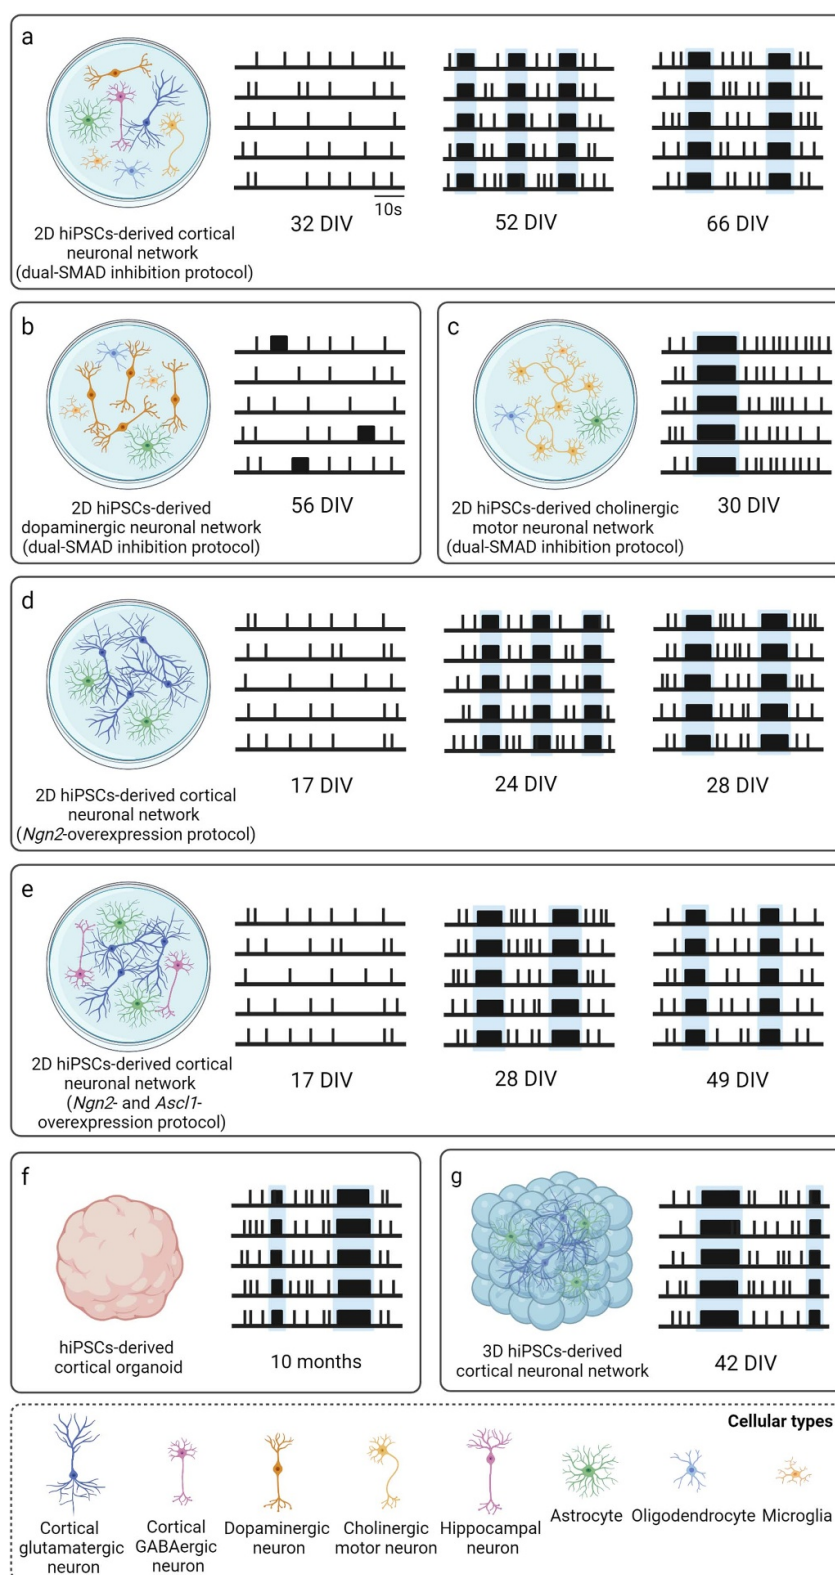 a
32 DIV
10s
52 DIV
66 DIV
2D hiPSCs-derived cortical
neuronal network
(dual-SMAD inhibition protocol)
b
56 DIV
2D hiPSCs-derived
dopaminergic neuronal network
(dual-SMAD inhibition protocol)
c
30 DIV
2D hiPSCs-derived cholinergic
motor neuronal network
(dual-SMAD inhibition protocol)
d
17 DIV
24 DIV
28 DIV
2D hiPSCs-derived cortical
neuronal network
(Ngn2-overexpression protocol)
e
17 DIV
28 DIV
49 DIV
2D hiPSCs-derived cortical
neuronal network
(Ngn2- and Ascl1-
overexpression protocol)
f
hiPSCs-derived
cortical organoid
10 months
g
3D hiPSCs-derived
cortical neuronal network
42 DIV
Cellular types
Cortical
glutamatergic
neuron
Cortical
GABAergic
neuron
Dopaminergic
neuron
Cholinergic
motor neuron
Hippocampal
neuron
Astrocyte
Oligodendrocyte
Microglia